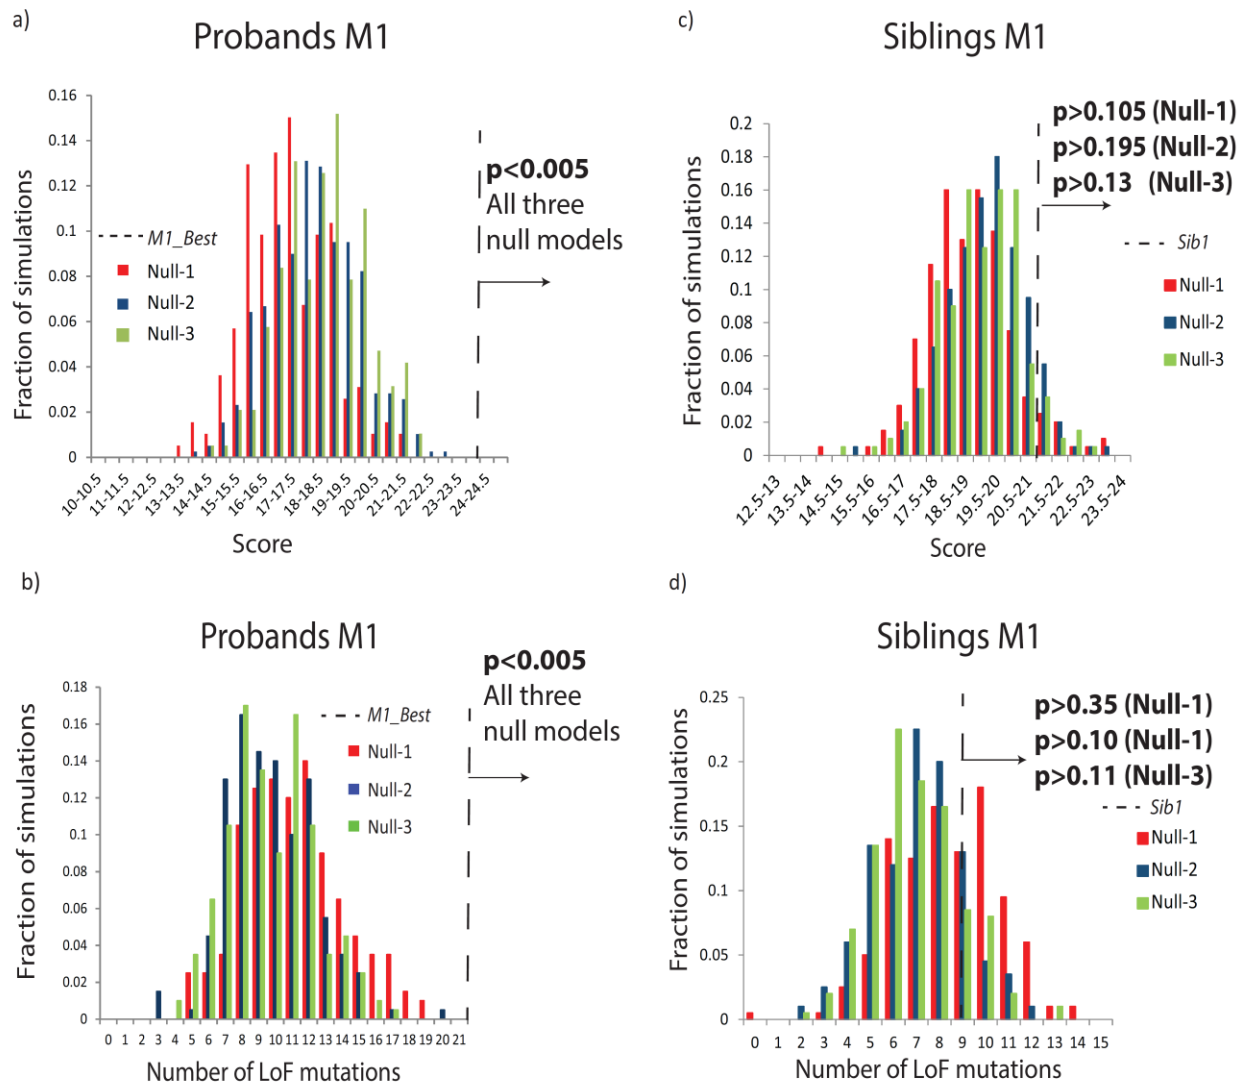 a)
Probands M1
0.16
0.14
0.12
0.1
0.08
0.06
0.04
0.02
0
Fraction of simulations
M1_Best
Null-1
Null-2
Null-3
p<0.005
All three
null models
10-10.5
11-11.5
12-12.5
13-13.5
14-14.5
15-15.5
16-16.5
17-17.5
18-18.5
19-19.5
20-20.5
21-21.5
22-22.5
23-23.5
24-24.5
Score
c)
Siblings M1
0.2
0.18
0.16
0.14
0.12
0.1
0.08
0.06
0.04
0.02
0
Fraction of simulations
p>0.105 (Null-1)
p>0.195 (Null-2)
p>0.13 (Null-3)
Sib1
Null-1
Null-2
Null-3
12.5-13
13.5-14
14.5-15
15.5-16
16.5-17
17.5-18
18.5-19
19.5-20
20.5-21
21.5-22
22.5-23
23.5-24
Score
b)
Probands M1
0.18
0.16
0.14
0.12
0.1
0.08
0.06
0.04
0.02
0
Fraction of simulations
M1_Best
Null-1
Null-2
Null-3
p<0.005
All three
null models
0 1 2 3 4 5 6 7 8 9 10 11 12 13 14 15 16 17 18 19 20 21
Number of LoF mutations
d)
Siblings M1
0.25
0.2
0.15
0.1
0.05
0
Fraction of simulations
p>0.35 (Null-1)
p>0.10 (Null-1)
p>0.11 (Null-3)
Sib1
Null-1
Null-2
Null-3
0 1 2 3 4 5 6 7 8 9 10 11 12 13 14 15
Number of LoF mutations